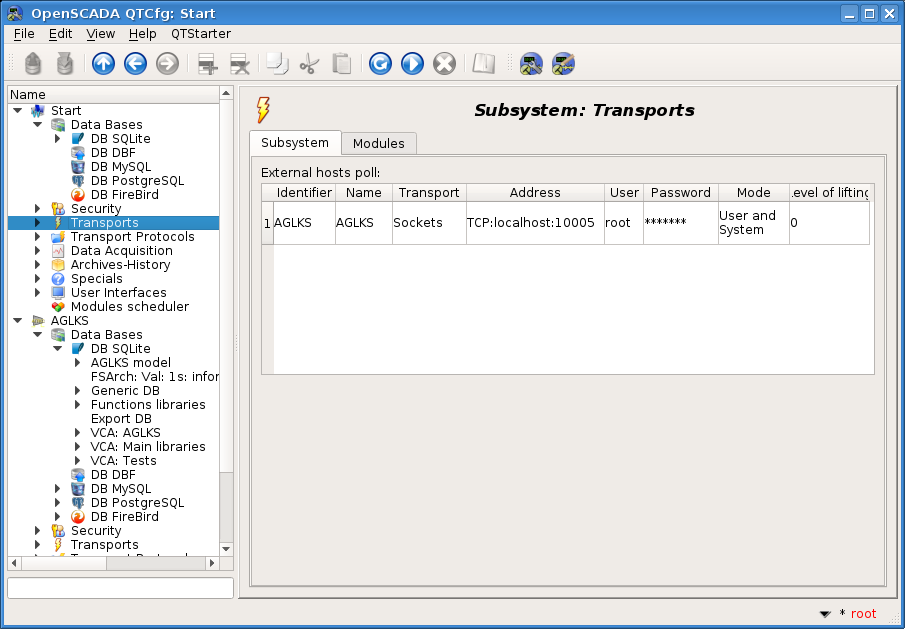 OpenSCADA QTCfg: Start
File Edit View Help QTStarter
Name
Start
Data Bases
DB SQLite
DB DBF
DB MySQL
DB PostgreSQL
DB FireBird
Security
Transports
Transport Protocols
Data Acquisition
Archives-History
Specials
User Interfaces
Modules scheduler
AGLKS
Data Bases
DB SQLite
AGLKS model
FSArch: Val: 1s: infor
Generic DB
Functions libraries
Export DB
VCA: AGLKS
VCA: Main libraries
VCA: Tests
DB DBF
DB MySQL
DB PostgreSQL
DB FireBird
Security
Transports
Subsystem: Transports
Subsystem Modules
External hosts poll:
Identifier Name Transport Address User Password Mode .evel of lifting
1 AGLKS AGLKS Sockets TCP:localhost:10005 root ******* User and System 0
* root